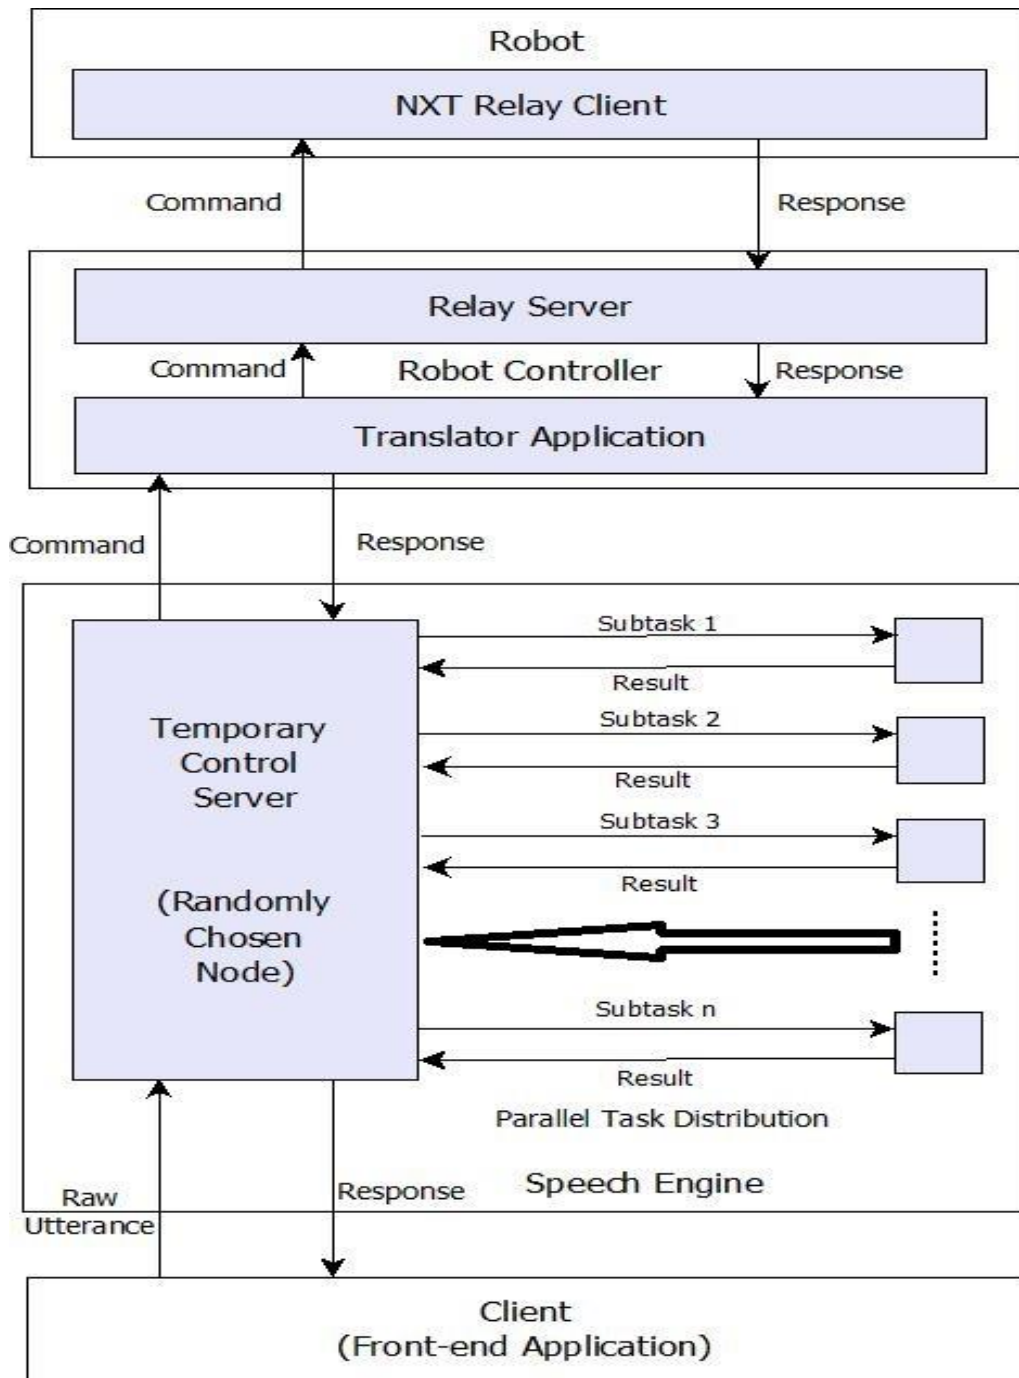 Robot
NXT Relay Client
Command
Response
Relay Server
Command
Robot Controller
Response
Translator Application
Command
Response
Subtask 1
Result
Temporary
Control
Server
(Randomly
Chosen
Node)
Subtask 2
Result
Subtask 3
Result
Subtask n
Result
Parallel Task Distribution
Speech Engine
Raw
Utterance
Response
Client
(Front-end Application)